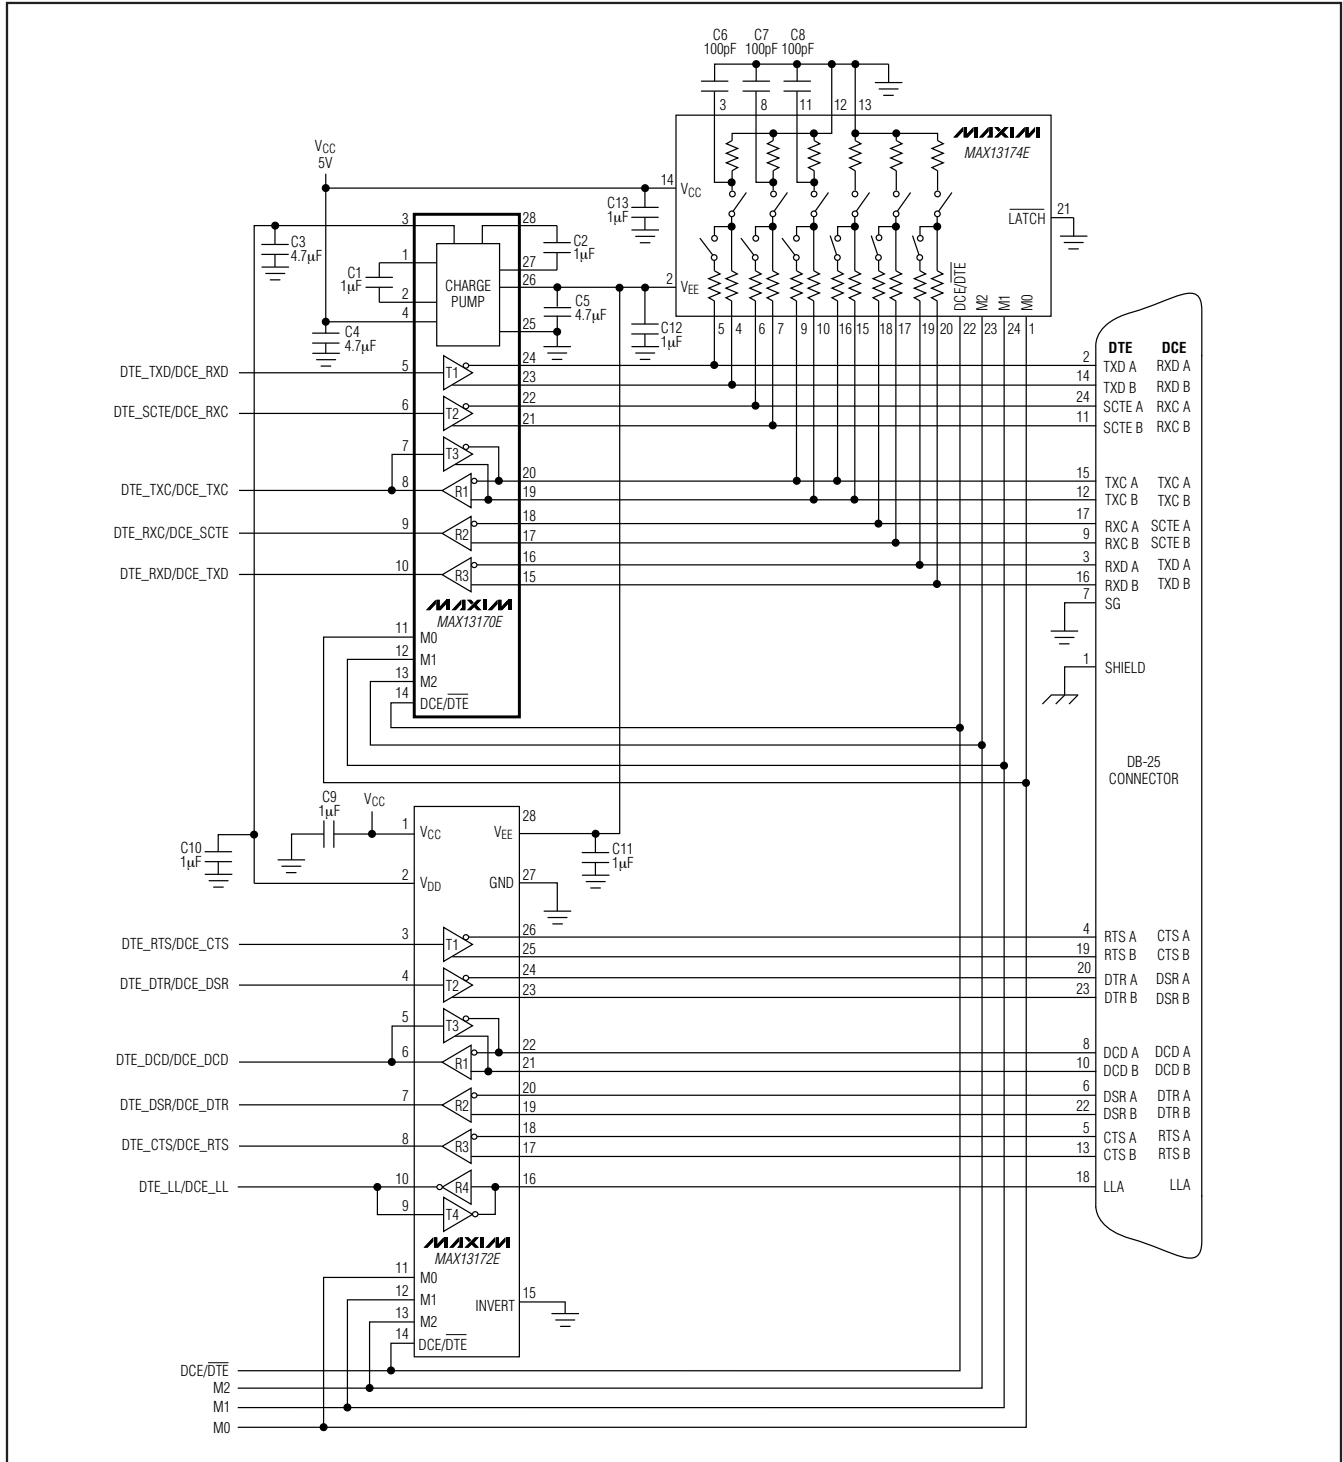 C6 C7 C8
100pF 100pF 100pF
3 8 11 12 13
MAXIM
MAX13174E
VCC
5V
14 VCC
C13
1µF
21
LATCH
3 28
C3
4.7µF
C2
1µF
1 27
C1
1µF
CHARGE
PUMP
26
2 VEE
DCE/DTE M2 M1 M0
2
4 25
C5
4.7µF
C12
1µF
C4
4.7µF
5 4 6 7 9 10 16 15 18 17 19 20 22 23 24 1
DTE DCE
DTE_TXD/DCE_RXD 5 T1 24 2 TXD A RXD A
23 14 TXD B RXD B
DTE_SCTE/DCE_RXC 6 T2 22 24 SCTE A RXC A
21 11 SCTE B RXC B
7 T3
DTE_TXC/DCE_TXC 8 R1 20 15 TXC A TXC A
19 12 TXC B TXC B
DTE_RXC/DCE_SCTE 9 R2 18 17 RXC A SCTE A
17 9 RXC B SCTE B
DTE_RXD/DCE_TXD 10 R3 16 3 RXD A TXD A
15 16 RXD B TXD B
7 SG
MAXIM
MAX13170E
11 M0
12 M1
13 M2
14 DCE/DTE
1 SHIELD
DB-25
CONNECTOR
C9
1µF
VCC
1 VCC VEE 28
C10
1µF
C11
1µF
2 VDD GND 27
DTE_RTS/DCE_CTS 3 T1 26 4 RTS A CTS A
25 19 RTS B CTS B
DTE_DTR/DCE_DSR 4 T2 24 20 DTR A DSR A
23 23 DTR B DSR B
5 T3
DTE_DCD/DCE_DCD 6 R1 22 8 DCD A DCD A
21 10 DCD B DCD B
DTE_DSR/DCE_DTR 7 R2 20 6 DSR A DTR A
19 22 DSR B DTR B
DTE_CTS/DCE_RTS 8 R3 18 5 CTS A RTS A
17 13 CTS B RTS B
DTE_LL/DCE_LL 10 R4 16 18 LLA LLA
9 T4
MAXIM
MAX13172E
11 M0
12 M1
INVERT 15
13 M2
14 DCE/DTE
DCE/DTE
M2
M1
M0